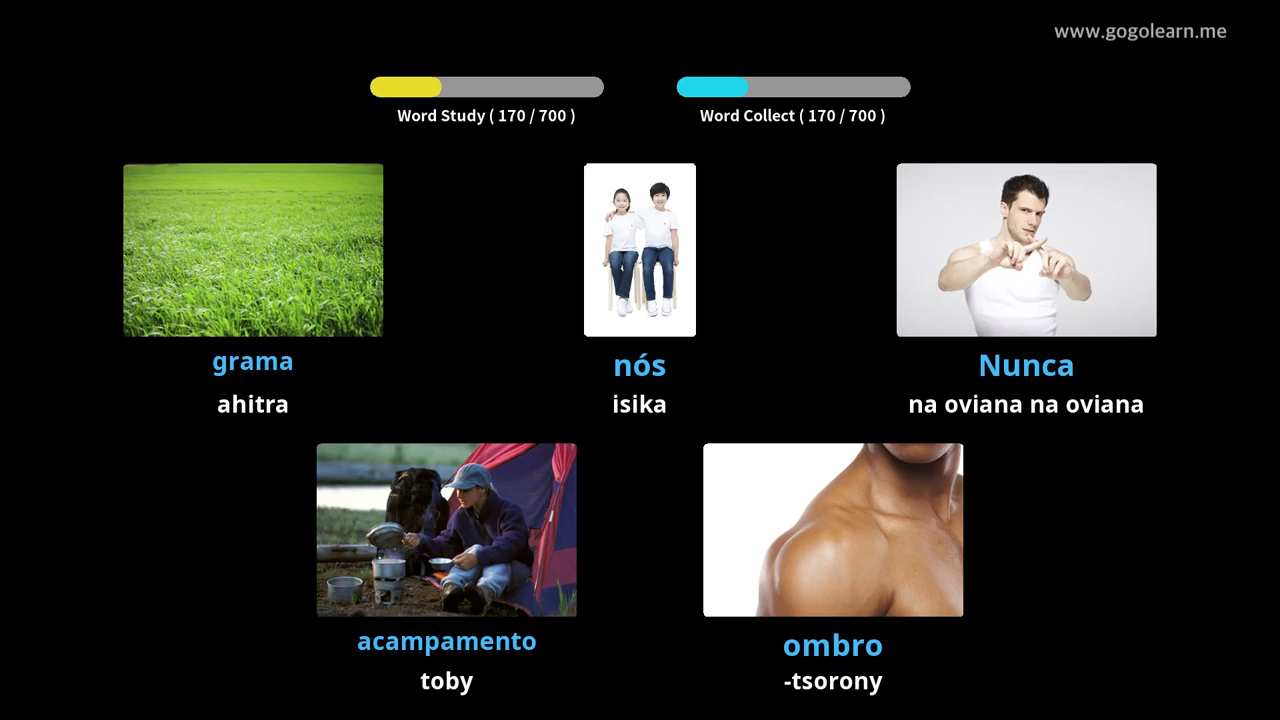 www.gogolearn.me
Word Study ( 170 / 700 )
Word Collect ( 170 / 700 )
grama
ahitra
nós
isika
Nunca
na oviana na oviana
acampamento
toby
ombro
-tsorony